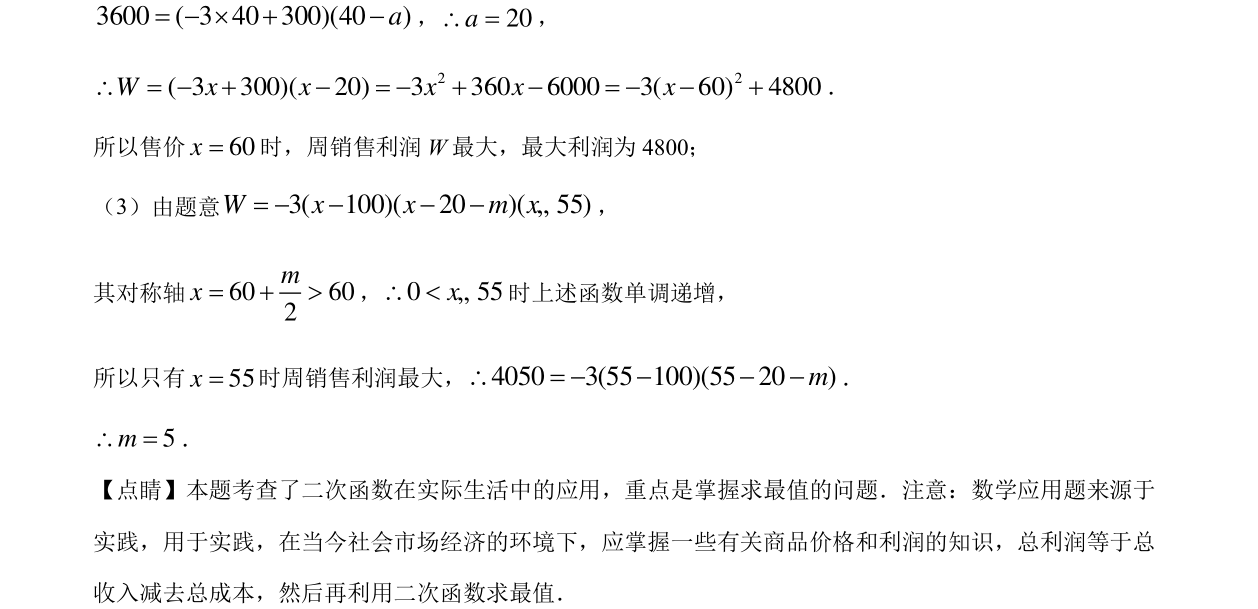 3600=(−3×40+300)(40−a)，∴a=20，
∴W=(−3x+300)(x−20)=−3x²+360x−6000=−3(x−60)²+4800．
所以售价 x=60 时，周销售利润 W 最大，最大利润为 4800；
（3）由题意 W=−3(x−100)(x−20−m)(x„ 55)，
其对称轴 x=60+m/2>60，∴0<x„ 55 时上述函数单调递增，
所以只有 x=55 时周销售利润最大，∴4050=−3(55−100)(55−20−m)．
∴m=5．
【点睛】本题考查了二次函数在实际生活中的应用，重点是掌握求最值的问题．注意：数学应用题来源于
实践，用于实践，在当今社会市场经济的环境下，应掌握一些有关商品价格和利润的知识，总利润等于总
收入减去总成本，然后再利用二次函数求最值．